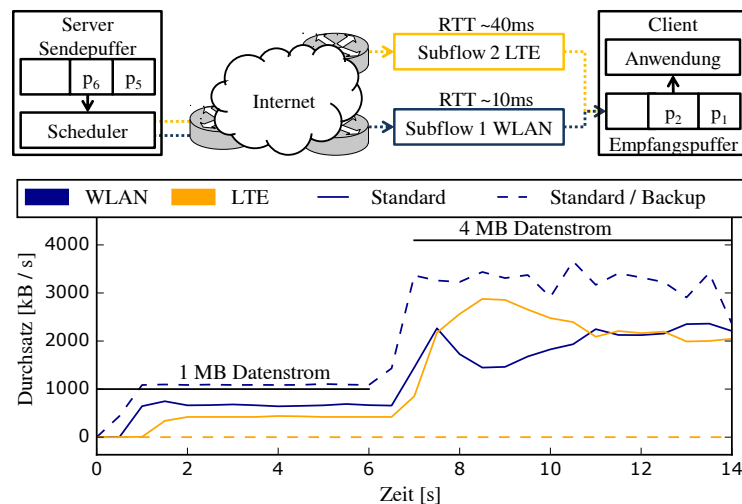 Server
Sendepuffer
p6 p5
Scheduler
Internet
RTT ~40ms
Subflow 2 LTE
RTT ~10ms
Subflow 1 WLAN
Client
Anwendung
p2 p1
Empfangspuffer
WLAN LTE Standard Standard / Backup
4 MB Datenstrom
1 MB Datenstrom
Durchsatz [kB / s]
4000
3000
2000
1000
0
0 2 4 6 8 10 12 14
Zeit [s]